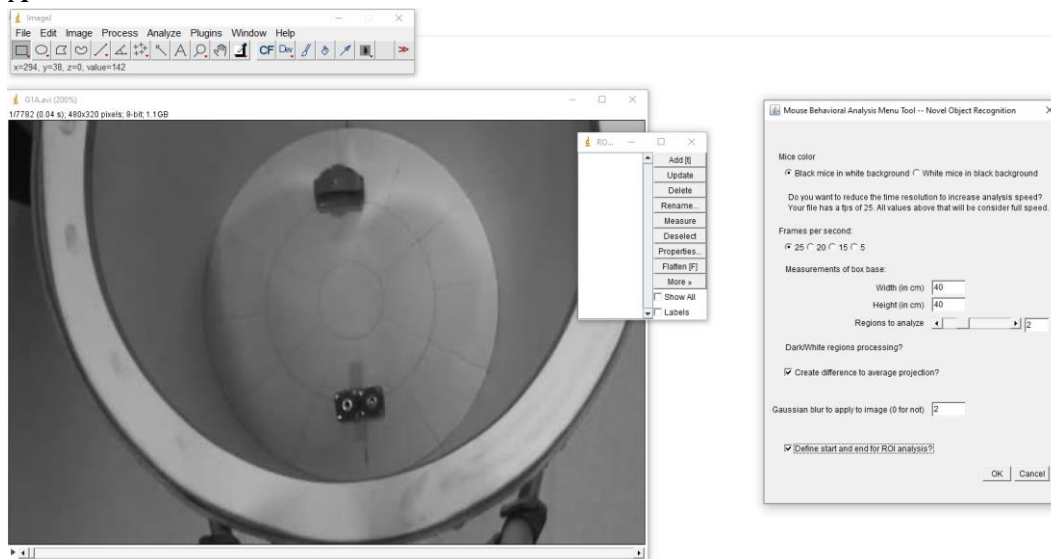 ImageJ
File Edit Image Process Analyze Plugins Window Help
CF Dev
x=294, y=38, z=0, value=142
G1A.avi (200%)
1/7782 (0.04 s); 480x320 pixels; 8-bit; 1.1GB
RO...
Add [t]
Update
Delete
Rename...
Measure
Deselect
Properties...
Flatten [F]
More »
Show All
Labels
Mouse Behavioral Analysis Menu Tool -- Novel Object Recognition
Mice color
Black mice in white background White mice in black background
Do you want to reduce the time resolution to increase analysis speed?
Your file has a fps of 25. All values above that will be consider full speed.
Frames per second:
25 20 15 5
Measurements of box base:
Width (in cm) 40
Height (in cm) 40
Regions to analyze 2
Dark/White regions processing?
Create difference to average projection?
Gaussian blur to apply to image (0 for not) 2
Define start and end for ROI analysis?
OK Cancel